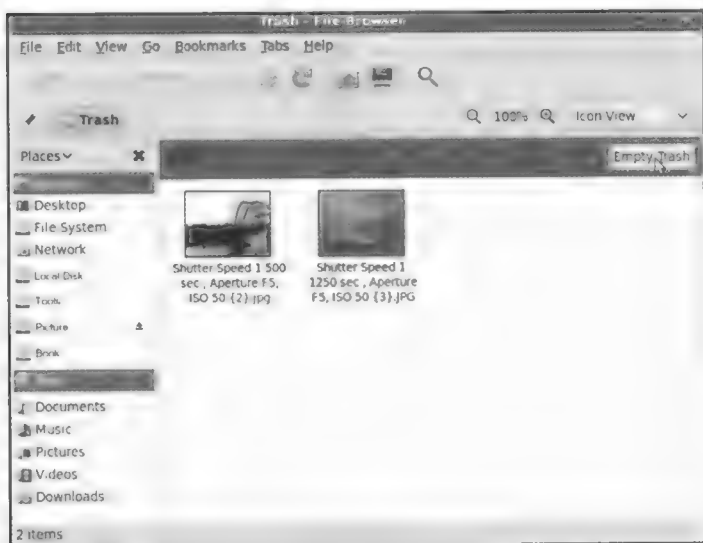 Trash - File Browser
File Edit View Go Bookmarks Tabs Help
Trash
100% Icon View
Places
Empty Trash
Desktop
File System
Network
Local Disk
Tools
Picture
Book
Documents
Music
Pictures
Videos
Downloads
Shutter Speed 1 500
sec , Aperture F5,
ISO 50 {2}.jpg
Shutter Speed 1
1250 sec , Aperture
F5, ISO 50 {3}.JPG
2 items